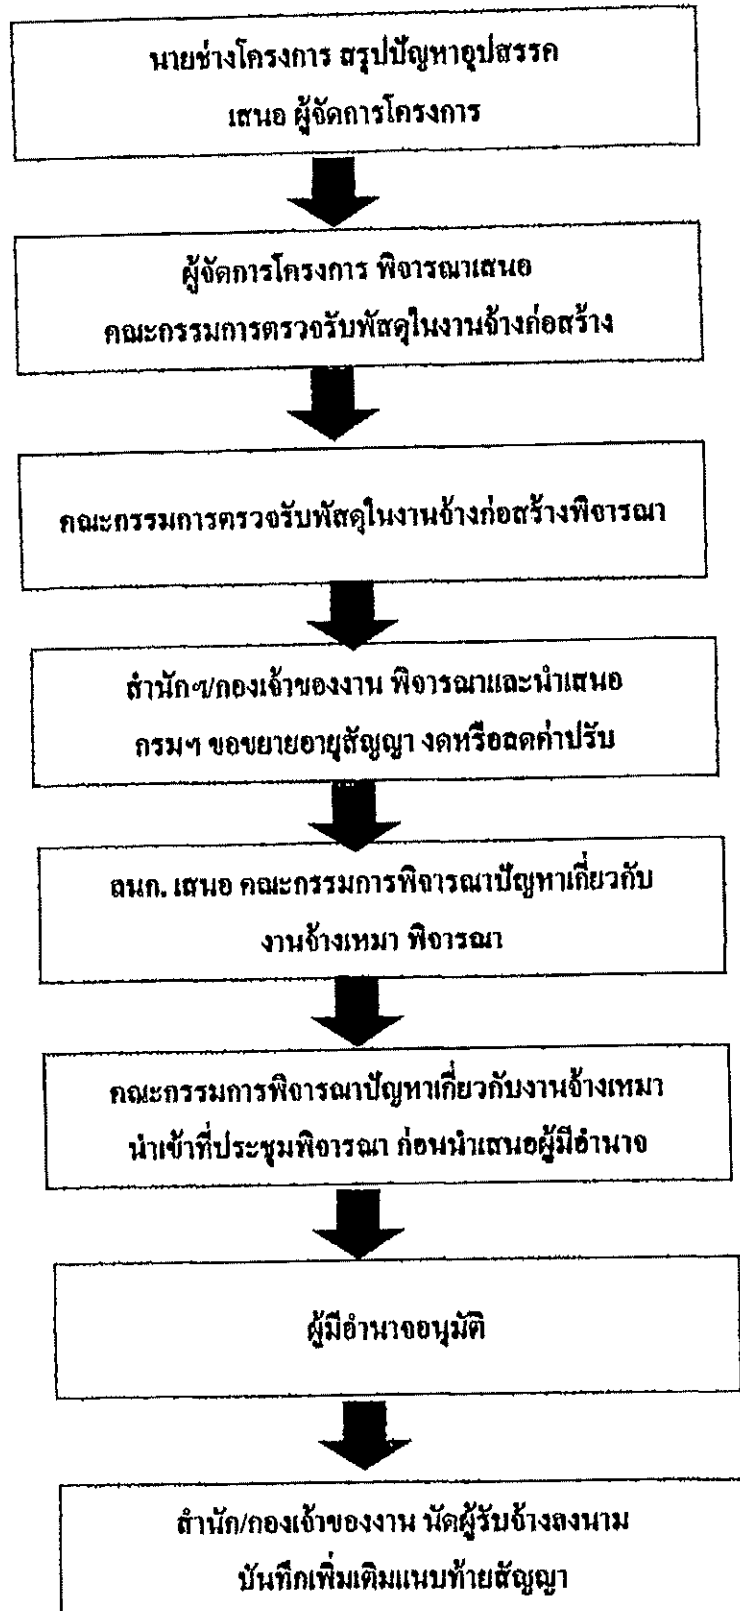 นายช่างโครงการ สรุปปัญหาอุปสรรค
เสนอ ผู้จัดการโครงการ
ผู้จัดการโครงการ พิจารณาเสนอ
คณะกรรมการตรวจรับพัสดุในงานจ้างก่อสร้าง
คณะกรรมการตรวจรับพัสดุในงานจ้างก่อสร้างพิจารณา
สำนักฯ/กองเจ้าของงาน พิจารณาและนำเสนอ
กรมฯ ขอขยายอายุสัญญา งดหรือลดค่าปรับ
ลนก. เสนอ คณะกรรมการพิจารณาปัญหาเกี่ยวกับ
งานจ้างเหมา พิจารณา
คณะกรรมการพิจารณาปัญหาเกี่ยวกับงานจ้างเหมา
นำเข้าที่ประชุมพิจารณา ก่อนนำเสนอผู้มีอำนาจ
ผู้มีอำนาจอนุมัติ
สำนัก/กองเจ้าของงาน นัดผู้รับจ้างลงนาม
บันทึกเพิ่มเติมแนบท้ายสัญญา